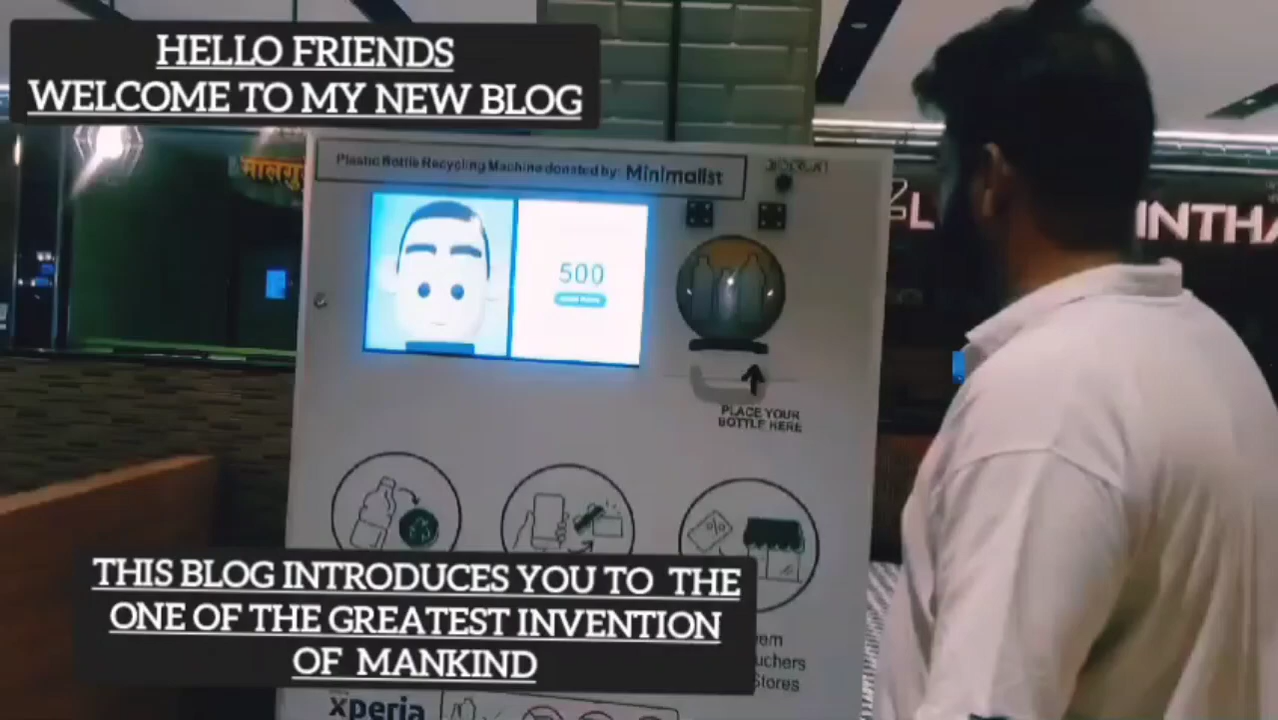 HELLO FRIENDS
WELCOME TO MY NEW BLOG
Plastic Bottle Recycling Machine donated by: Minimalist
500
PLACE YOUR
BOTTLE HERE
THIS BLOG INTRODUCES YOU TO THE
ONE OF THE GREATEST INVENTION
OF MANKIND
Stores
xperia